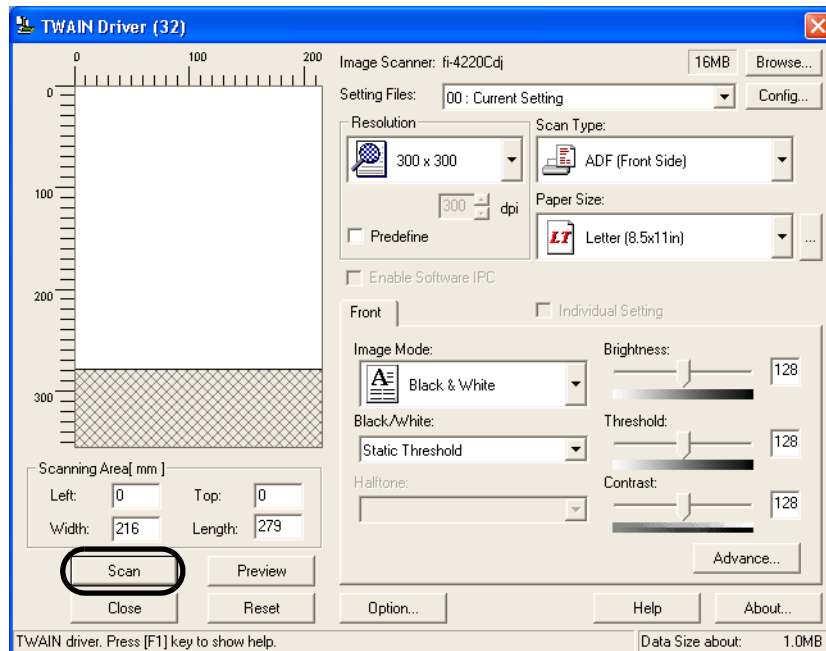 TWAIN Driver (32)
0 100 200
0
100
200
300
Scanning Area[ mm ]
Left: 0 Top: 0
Width: 216 Length: 279
Scan Preview
Close Reset
Image Scanner: fi-4220Cdj 16MB Browse...
Setting Files: 00 : Current Setting Config...
Resolution
300 x 300
300 dpi
Predefine
Scan Type:
ADF (Front Side)
Paper Size:
LT Letter (8.5x11in) ...
Enable Software IPC
Front Individual Setting
Image Mode:
A Black & White
Black/White:
Static Threshold
Halftone:
Brightness:
128
Threshold:
128
Contrast:
128
Advance...
Option... Help About...
TWAIN driver. Press [F1] key to show help. Data Size about: 1.0MB